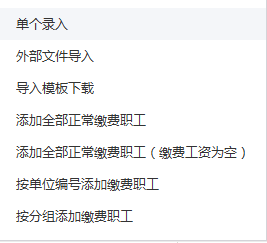 单个录入
外部文件导入
导入模板下载
添加全部正常缴费职工
添加全部正常缴费职工（缴费工资为空）
按单位编号添加缴费职工
按分组添加缴费职工